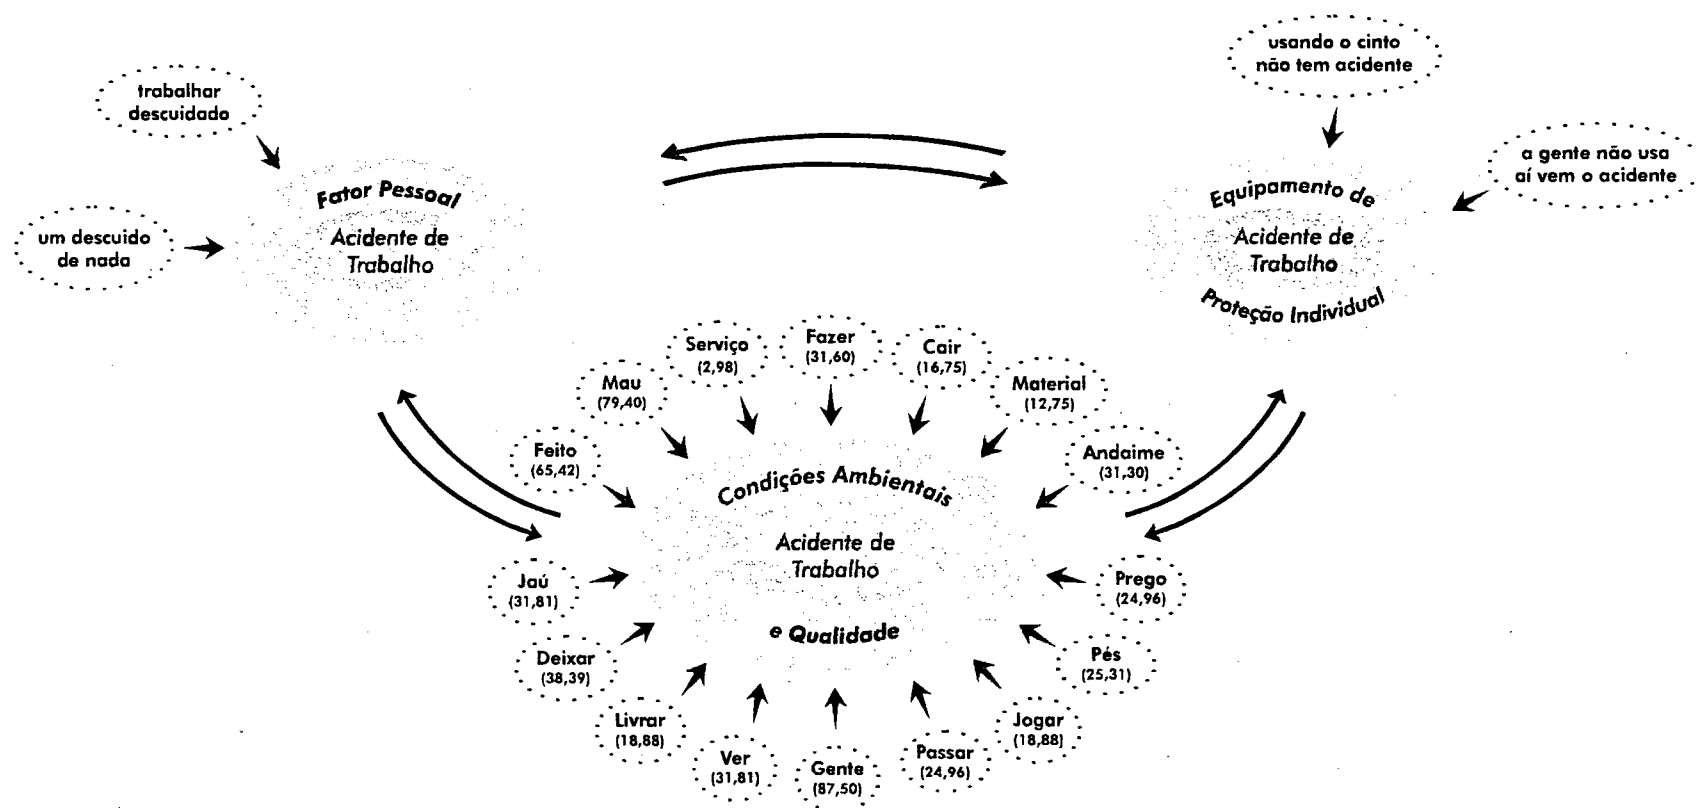 usando o cinto
não tem acidente
trabalhar
descuidado
a gente não usa
aí vem o acidente
Fator Pessoal
Acidente de
Trabalho
um descuido
de nada
Equipamento de
Acidente de
Trabalho
Proteção Individual
Serviço
(2,98)
Fazer
(31,60)
Cair
(16,75)
Mau
(79,40)
Material
(12,75)
Feito
(65,42)
Andaime
(31,30)
Condições Ambientais
Acidente de
Trabalho
e Qualidade
Jaú
(31,81)
Prego
(24,96)
Deixar
(38,39)
Pés
(25,31)
Livrar
(18,88)
Jogar
(18,88)
Ver
(31,81)
Gente
(87,50)
Passar
(24,96)